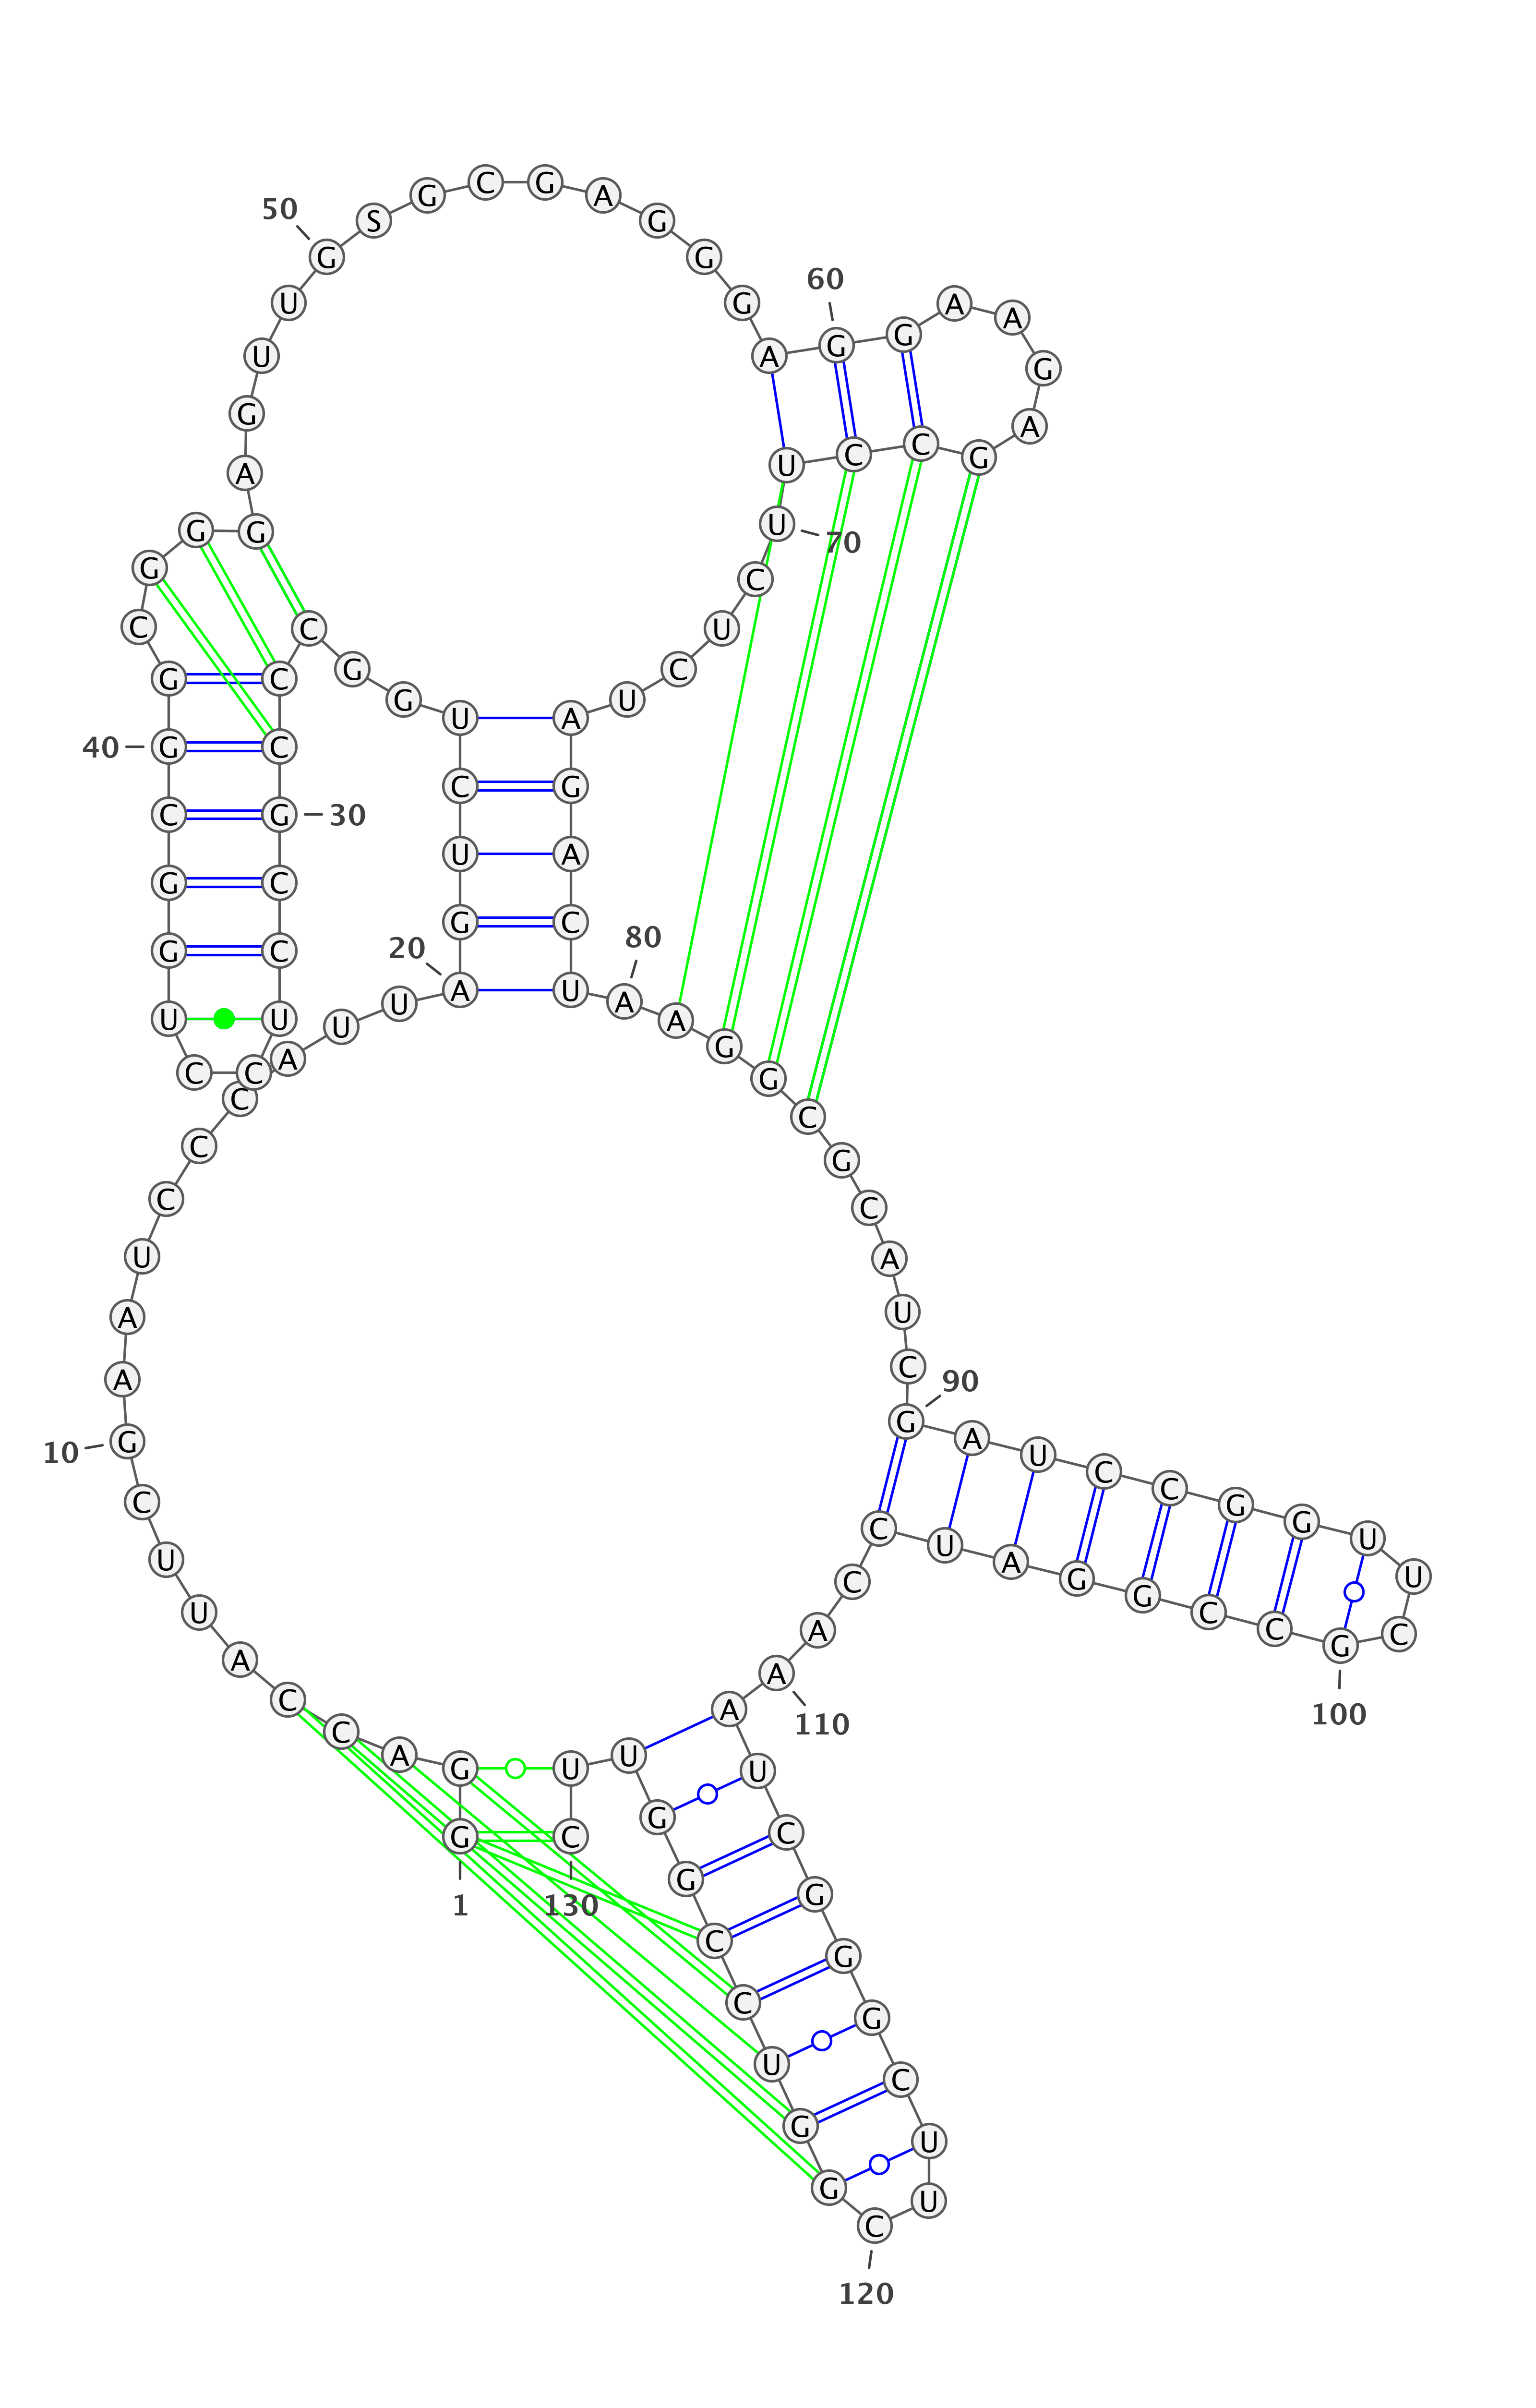 1
G G A C C A U U C
10
G A A U C C C A U U
20
A G U C U G G C C C
30
G C C U C C U G G C
40
G G C G G G A G U U
50
G S G C G A G G G A
60
G G A A G A G C C U
70
U C U C U A G A C U
80
A A G G C G C A U C
90
G A U C C G G U U C
100
G C C G G A U C C A
110
A A U C G G G C U U
120
C G G U C C G G U U
130
C